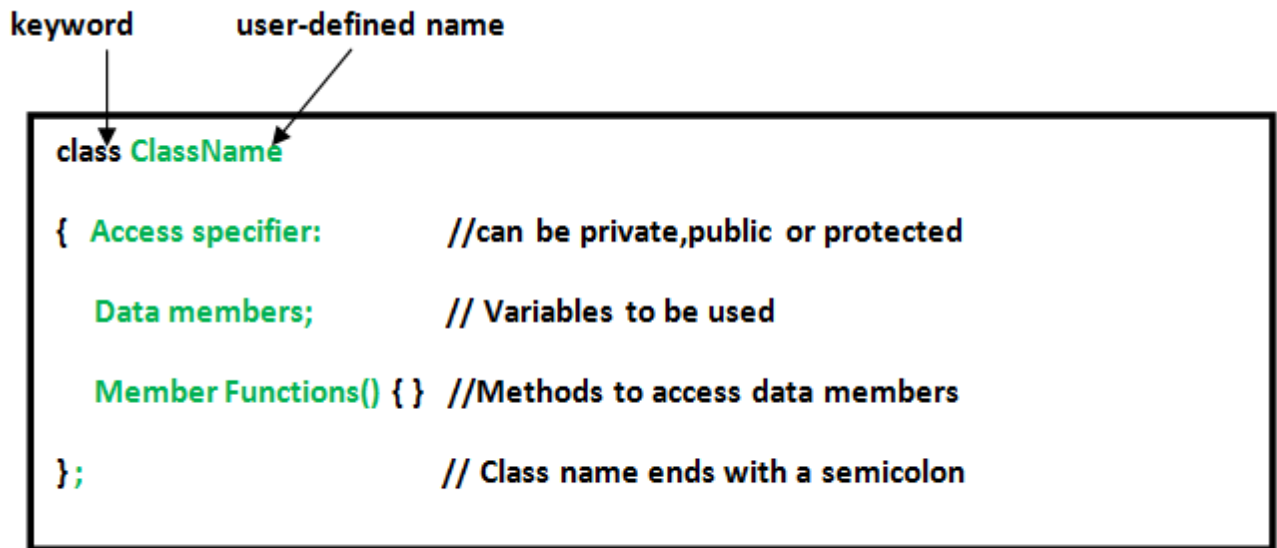 keyword user-defined name
class ClassName
{ Access specifier: //can be private,public or protected
Data members; // Variables to be used
Member Functions() { } //Methods to access data members
} ; // Class name ends with a semicolon